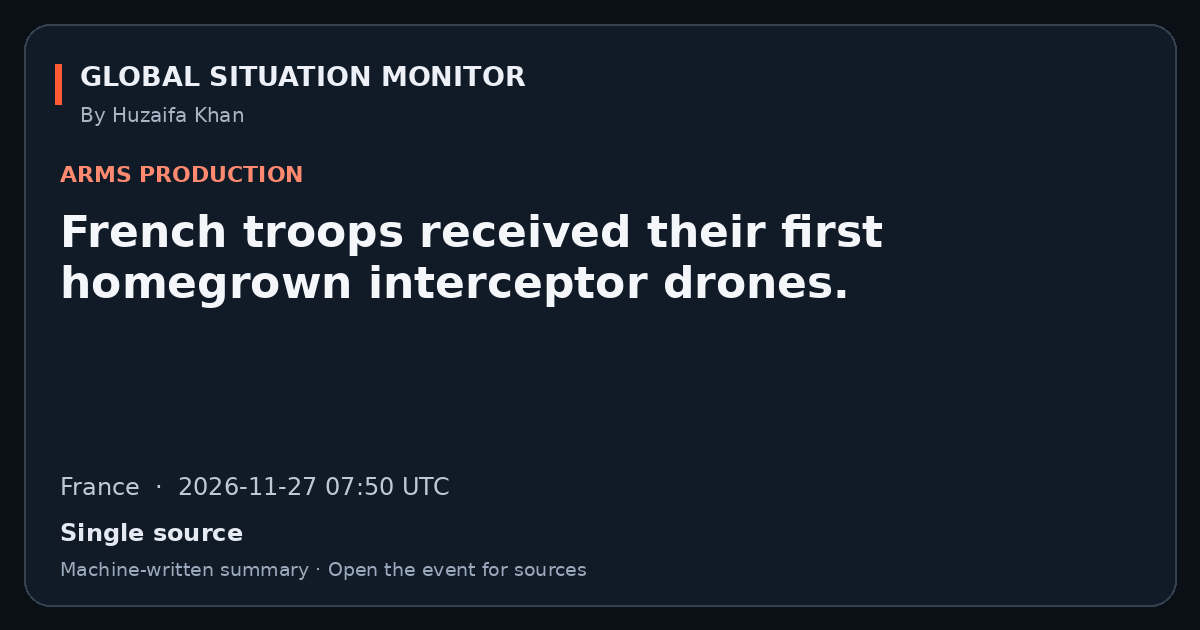 GLOBAL SITUATION MONITOR
By Huzaifa Khan
ARMS PRODUCTION
French troops received their first
homegrown interceptor drones.
France · 2026-11-27 07:50 UTC
Single source
Machine-written summary · Open the event for sources